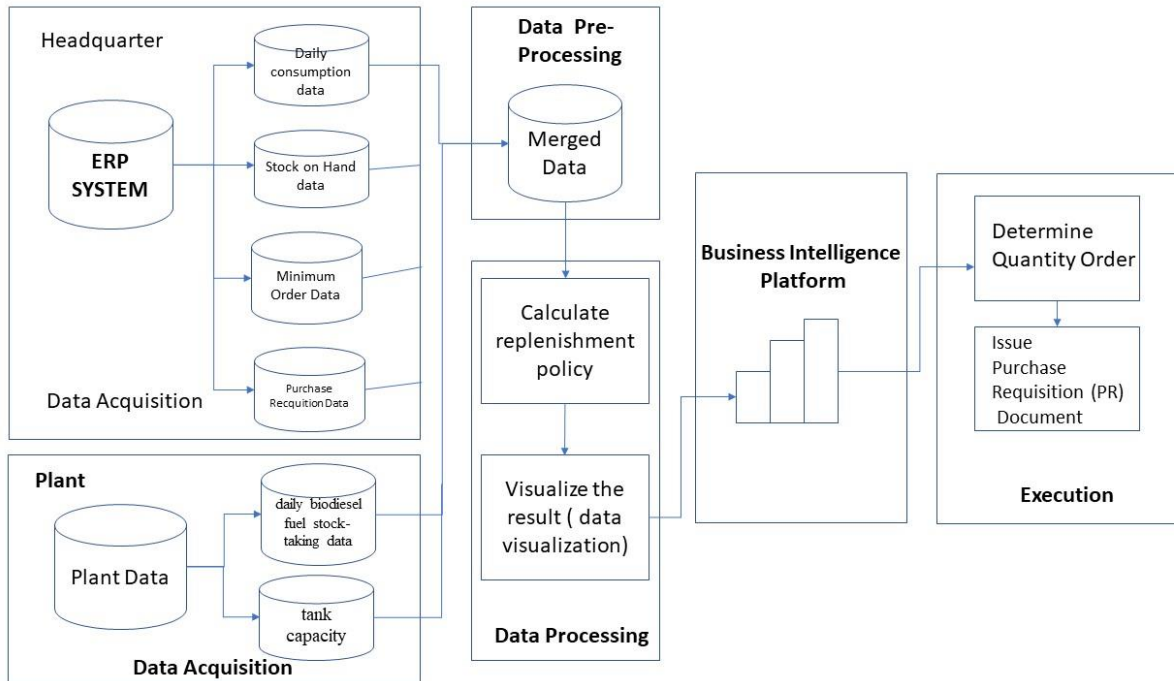 Headquarter
ERP
SYSTEM
Daily
consumption
data
Stock on Hand
data
Minimum
Order Data
Purchase
Recquition Data
Data Acquisition
Plant
Plant Data
daily biodiesel
fuel stock-
taking data
tank
capacity
Data Acquisition
Data Pre-
Processing
Merged
Data
Calculate
replenishment
policy
Visualize the
result ( data
visualization)
Data Processing
Business Intelligence
Platform
Determine
Quantity Order
Issue
Purchase
Requisition (PR)
Document
Execution